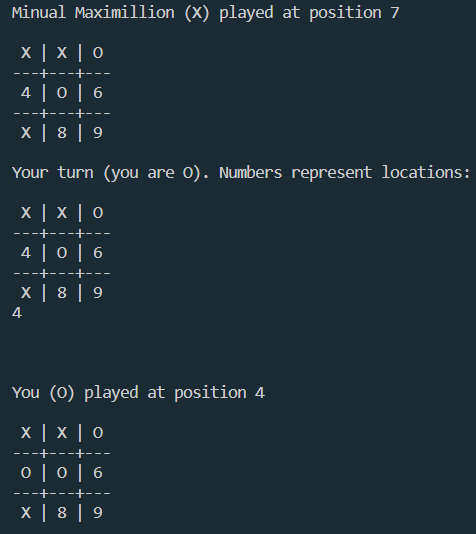 Minual Maximillion (X) played at position 7
X | X | O
---+---+---
4 | O | 6
---+---+---
X | 8 | 9
Your turn (you are O). Numbers represent locations:
X | X | O
---+---+---
4 | O | 6
---+---+---
X | 8 | 9
4
You (O) played at position 4
X | X | O
---+---+---
O | O | 6
---+---+---
X | 8 | 9